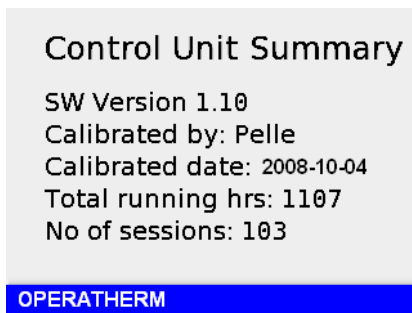 Control Unit Summary
SW Version 1.10
Calibrated by: Pelle
Calibrated date: 2008-10-04
Total running hrs: 1107
No of sessions: 103
OPERATHERM